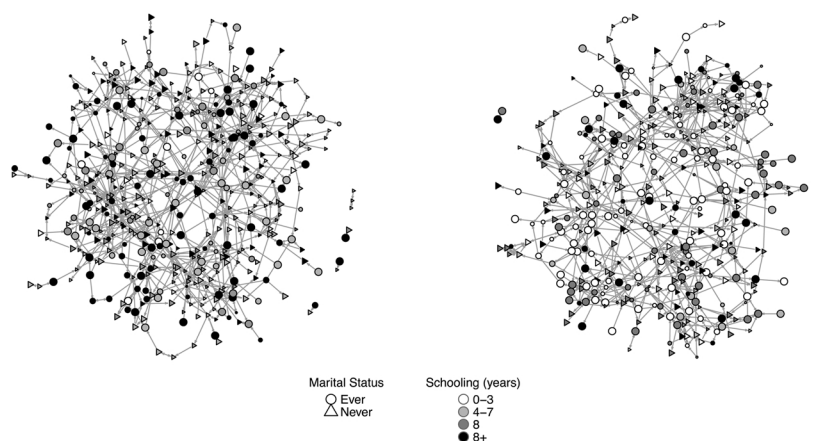 Marital Status
Ever
Never
Schooling (years)
0–3
4–7
8
8+